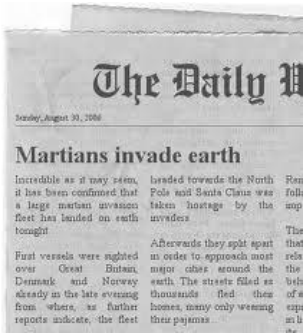 The Daily
Sunday, August 30, 2006
Martians invade earth
Incredible as it may seem,
it has been confirmed that
a large martian invasion
fleet has landed on earth
tonight
First vessels were sighted
over Great Britain,
Denmark and Norway
already in the late evening
from where, as further
reports indicate, the fleet
headed towards the North
Pole and Santa Claus was
taken hostage by the
invaders
Afterwards they split apart
in order to approach most
major cities around the
earth. The streets filled as
thousands fled their
homes, many only wearing
their pajamas